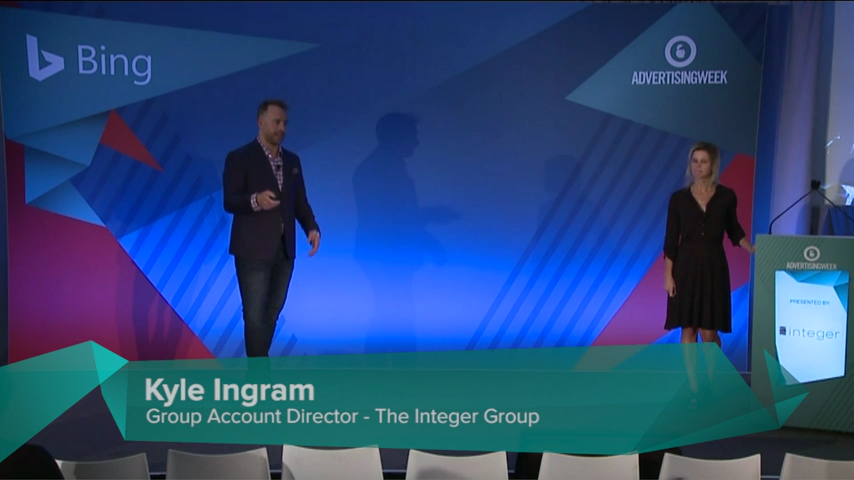 Bing
ADVERTISINGWEEK
ADVERTISINGWEEK
PRESENTED BY:
integer
Kyle Ingram
Group Account Director - The Integer Group